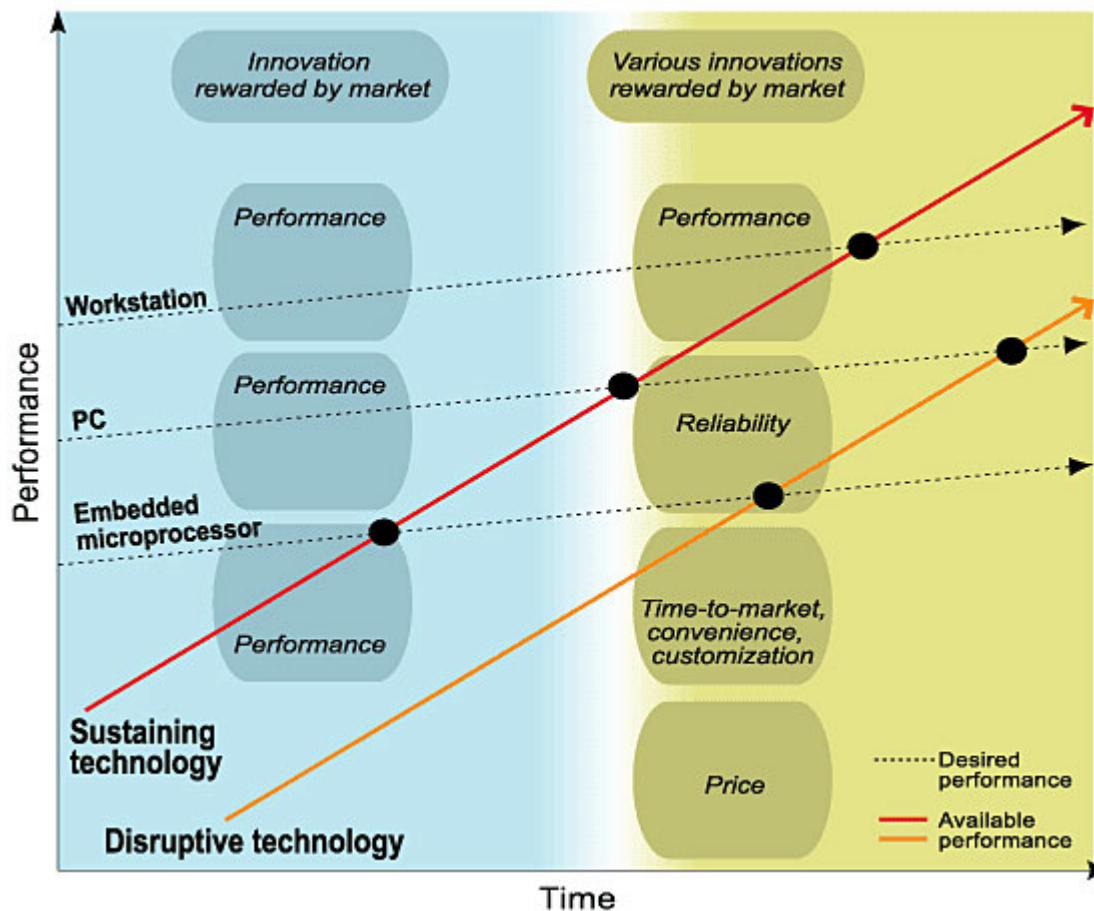 Innovation
rewarded by market
Various innovations
rewarded by market
Performance
Performance
Workstation
Performance
Performance
PC
Reliability
Embedded
microprocessor
Performance
Time-to-market,
convenience,
customization
Sustaining
technology
Price
Disruptive technology
Desired
performance
Available
performance
Performance
Time